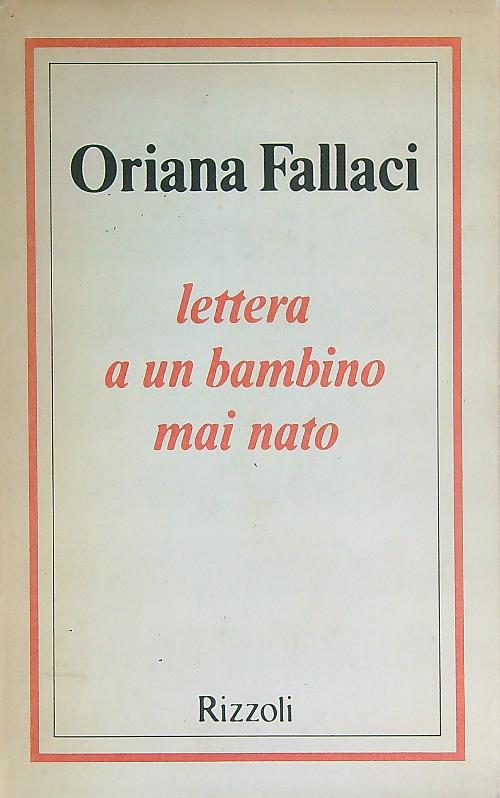 Oriana Fallaci
lettera
a un bambino
mai nato
Rizzoli